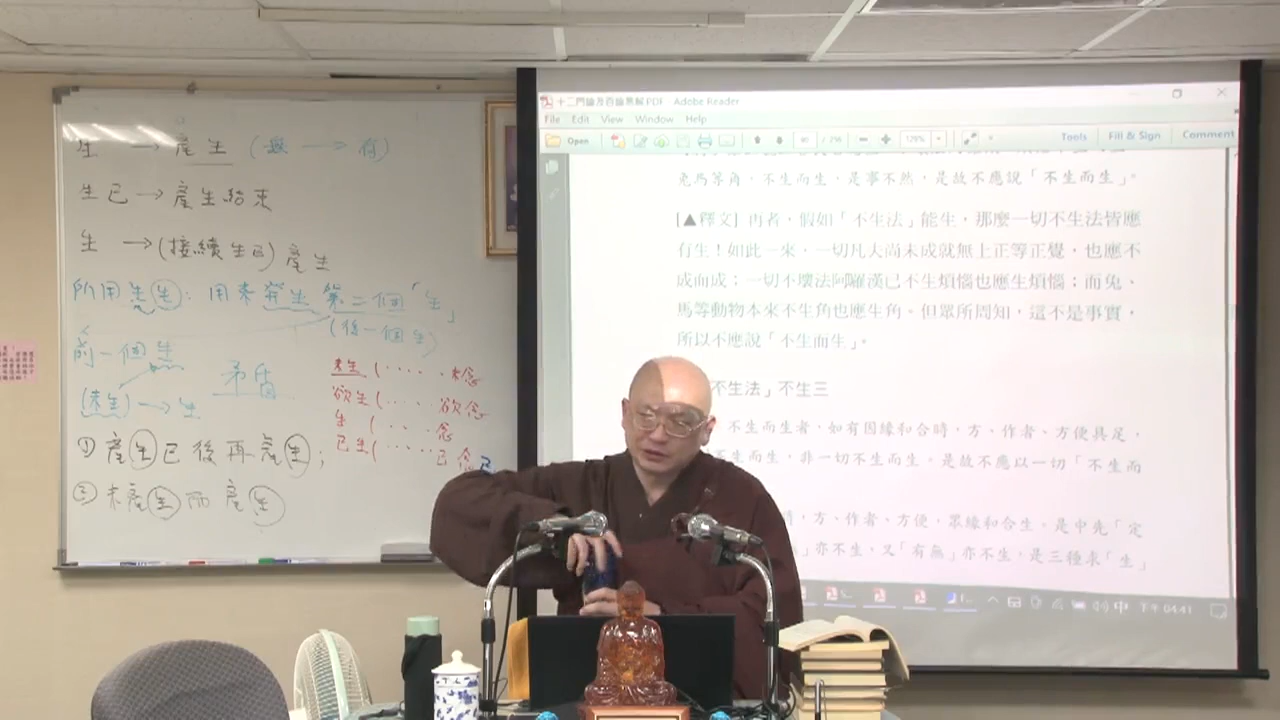 生 → 產生 (無 → 有)
生已 → 產生結束
生 → (接續生已) 產生
所用生生: 用來發生 第二個「生」
(後一個生)
前一個生
矛盾
(未生) → 生
① 產生已後再產生;
② 未產生而產生
未生 (····· 未念
欲生 (····· 欲念
生 (··· 念
已生 (····· 已念已
十二門論及百論集解PDF - Adobe Reader
File Edit View Window Help
Open 129% Tools Fill & Sign Comment
兔馬等角,不生而生,是事不然,是故不應說「不生而生」。
[▲釋文] 再者,假如「不生法」能生,那麼一切不生法皆應
有生!如此一來,一切凡夫尚未成就無上正等正覺,也應不
成而成;一切不壞法阿羅漢已不生煩惱也應生煩惱;而兔、
馬等動物本來不生角也應生角。但眾所周知,這不是事實,
所以不應說「不生而生」。
不生法」不生三
不生而生者,如有因緣和合時,方、作者、方便具足,
不生而生,非一切不生而生。是故不應以一切「不生而
,方、作者、方便,眾緣和合生。是中先「定
」亦不生、又「有無」亦不生,是三種求「生」
中 下午 04:41